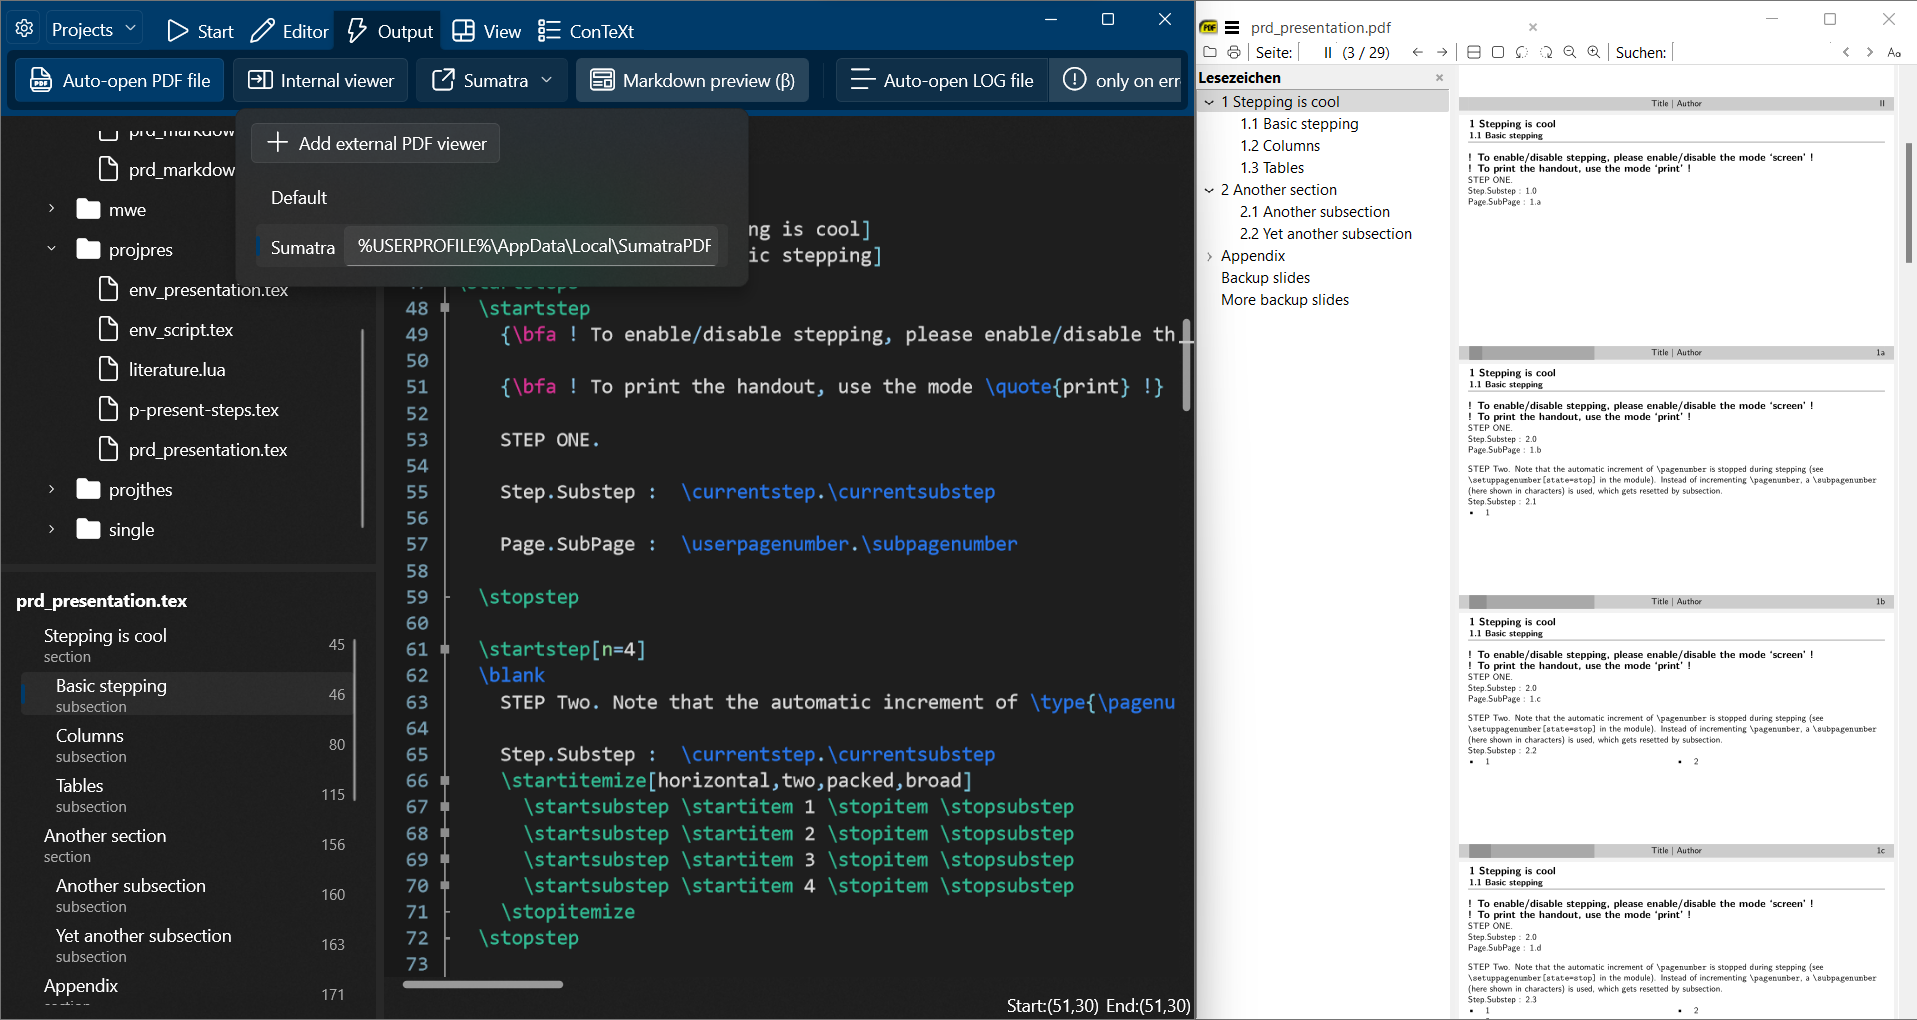 Projects
Start
Editor
Output
View
ConTeXt
Auto-open PDF file
Internal viewer
Sumatra
Markdown preview (β)
Auto-open LOG file
only on err
Add external PDF viewer
Default
Sumatra
%USERPROFILE%\AppData\Local\SumatraPDF
prd_markdow
prd_markdow
mwe
projpres
env_presentation.tex
env_script.tex
literature.lua
p-present-steps.tex
prd_presentation.tex
projthes
single
prd_presentation.tex
Stepping is cool 45
section
Basic stepping 46
subsection
Columns 80
subsection
Tables 115
subsection
Another section 156
section
Another subsection 160
subsection
Yet another subsection 163
subsection
Appendix 171
ng is cool]
ic stepping]
48 \startstep
49 {\bfa ! To enable/disable stepping, please enable/disable th
50
51 {\bfa ! To print the handout, use the mode \quote{print} !}
52
53 STEP ONE.
54
55 Step.Substep : \currentstep.\currentsubstep
56
57 Page.SubPage : \userpagenumber.\subpagenumber
58
59 \stopstep
60
61 \startstep[n=4]
62 \blank
63 STEP Two. Note that the automatic increment of \type{\pagenu
64
65 Step.Substep : \currentstep.\currentsubstep
66 \startitemize[horizontal,two,packed,broad]
67 \startsubstep \startitem 1 \stopitem \stopsubstep
68 \startsubstep \startitem 2 \stopitem \stopsubstep
69 \startsubstep \startitem 3 \stopitem \stopsubstep
70 \startsubstep \startitem 4 \stopitem \stopsubstep
71 \stopitemize
72 \stopstep
73
Start:(51,30) End:(51,30)
PDF
prd_presentation.pdf
Seite: II (3 / 29)
Suchen:
Aa
Lesezeichen
1 Stepping is cool
1.1 Basic stepping
1.2 Columns
1.3 Tables
2 Another section
2.1 Another subsection
2.2 Yet another subsection
Appendix
Backup slides
More backup slides
Title | Author II
1 Stepping is cool
1.1 Basic stepping
! To enable/disable stepping, please enable/disable the mode ‘screen’ !
! To print the handout, use the mode ‘print’ !
STEP ONE.
Step.Substep : 1.0
Page.SubPage : 1.a
Title | Author 1a
1 Stepping is cool
1.1 Basic stepping
! To enable/disable stepping, please enable/disable the mode ‘screen’ !
! To print the handout, use the mode ‘print’ !
STEP ONE.
Step.Substep : 2.0
Page.SubPage : 1.b
STEP Two. Note that the automatic increment of \pagenumber is stopped during stepping (see
\setuppagenumber[state=stop] in the module). Instead of incrementing \pagenumber, a \subpagenumber
(here shown in characters) is used, which gets resetted by subsection.
Step.Substep : 2.1
• 1
Title | Author 1b
1 Stepping is cool
1.1 Basic stepping
! To enable/disable stepping, please enable/disable the mode ‘screen’ !
! To print the handout, use the mode ‘print’ !
STEP ONE.
Step.Substep : 2.0
Page.SubPage : 1.c
STEP Two. Note that the automatic increment of \pagenumber is stopped during stepping (see
\setuppagenumber[state=stop] in the module). Instead of incrementing \pagenumber, a \subpagenumber
(here shown in characters) is used, which gets resetted by subsection.
Step.Substep : 2.2
• 1 • 2
Title | Author 1c
1 Stepping is cool
1.1 Basic stepping
! To enable/disable stepping, please enable/disable the mode ‘screen’ !
! To print the handout, use the mode ‘print’ !
STEP ONE.
Step.Substep : 2.0
Page.SubPage : 1.d
STEP Two. Note that the automatic increment of \pagenumber is stopped during stepping (see
\setuppagenumber[state=stop] in the module). Instead of incrementing \pagenumber, a \subpagenumber
(here shown in characters) is used, which gets resetted by subsection.
Step.Substep : 2.3
• 1 • 2